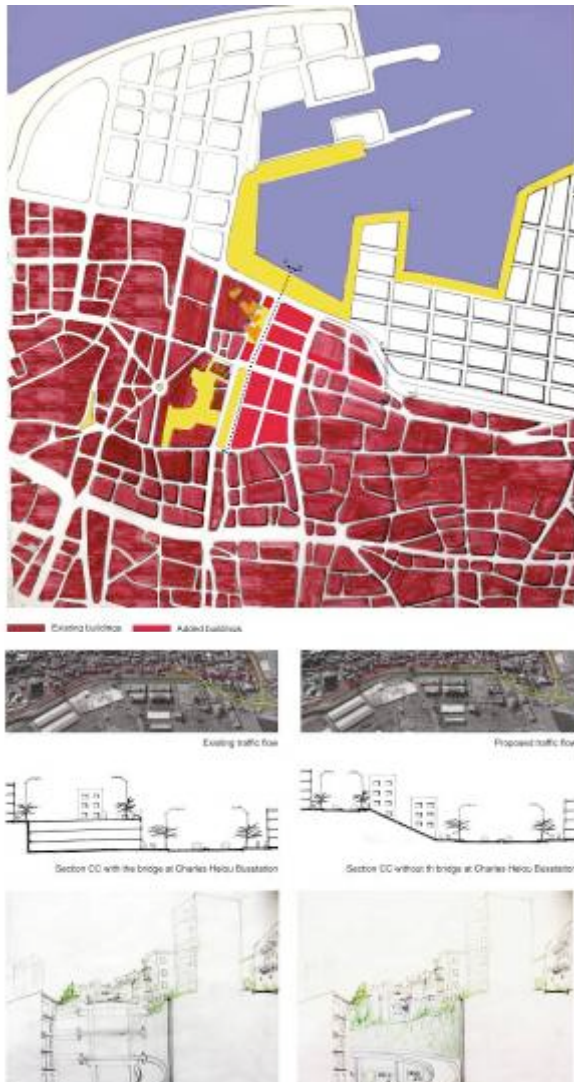 Existing buildings
Added buildings
Existing traffic flow
Proposed traffic flow
Section CC with the bridge at Charles Helou Busstation
Section CC without th bridge at Charles Helou Busstation